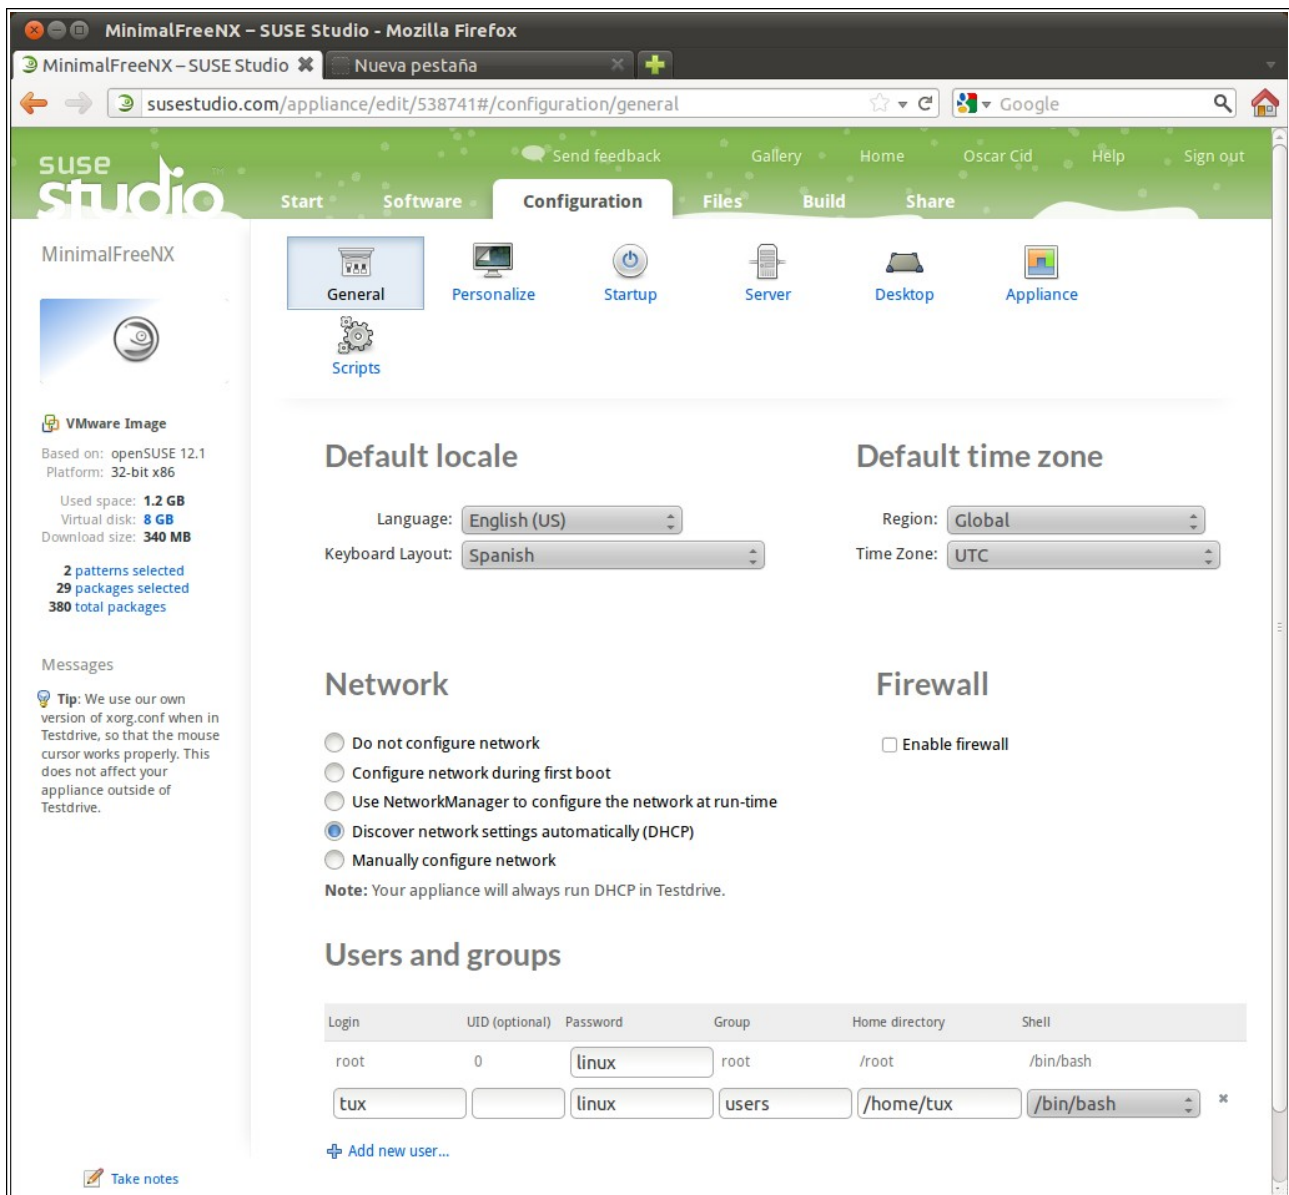 MinimalFreeNX – SUSE Studio - Mozilla Firefox
MinimalFreeNX – SUSE Studio
Nueva pestaña
susestudio.com/appliance/edit/538741#/configuration/general
Google
suse
studio
TM
Send feedback
Gallery
Home
Oscar Cid
Help
Sign out
Start
Software
Configuration
Files
Build
Share
MinimalFreeNX
VMware Image
Based on: openSUSE 12.1
Platform: 32-bit x86
Used space: 1.2 GB
Virtual disk: 8 GB
Download size: 340 MB
2 patterns selected
29 packages selected
380 total packages
Messages
Tip: We use our own
version of xorg.conf when in
Testdrive, so that the mouse
cursor works properly. This
does not affect your
appliance outside of
Testdrive.
Take notes
General
Personalize
Startup
Server
Desktop
Appliance
Scripts
Default locale
Language: English (US)
Keyboard Layout: Spanish
Default time zone
Region: Global
Time Zone: UTC
Network
Do not configure network
Configure network during first boot
Use NetworkManager to configure the network at run-time
Discover network settings automatically (DHCP)
Manually configure network
Note: Your appliance will always run DHCP in Testdrive.
Firewall
Enable firewall
Users and groups
Login UID (optional) Password Group Home directory Shell
root 0 linux root /root /bin/bash
tux linux users /home/tux /bin/bash
Add new user...